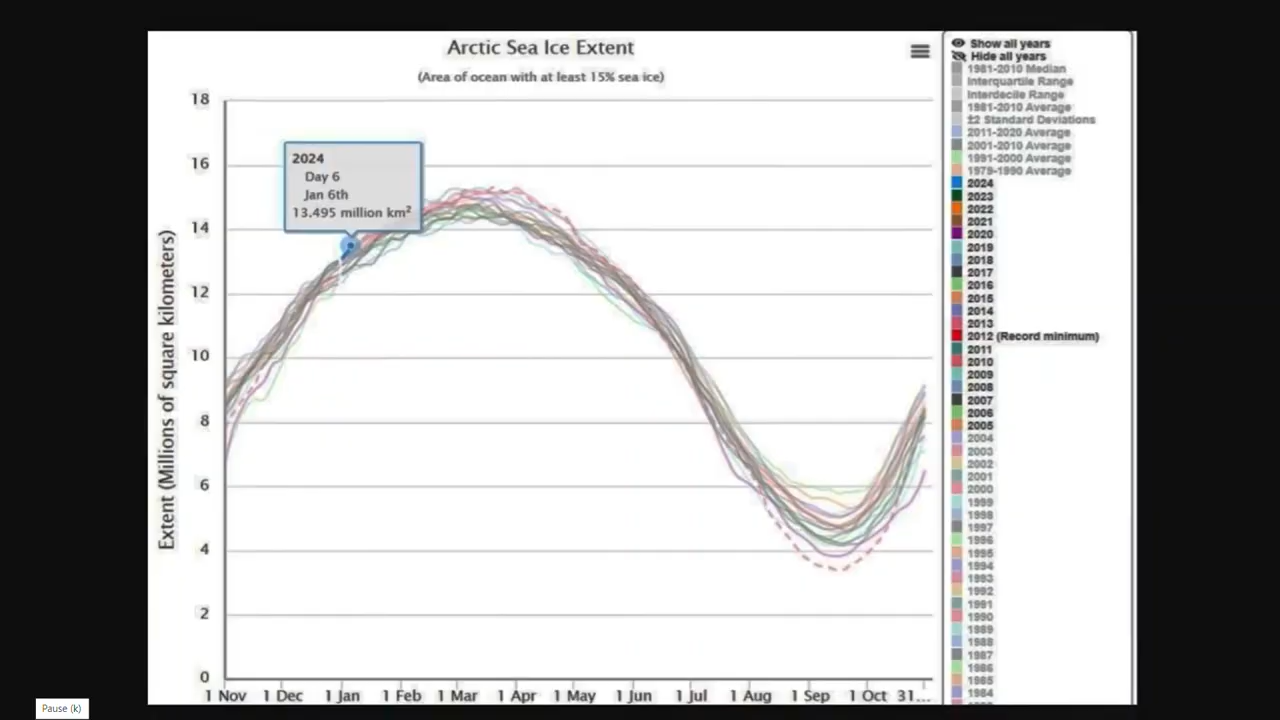 Arctic Sea Ice Extent
(Area of ocean with at least 15% sea ice)
Extent (Millions of square kilometers)
18
16
14
12
10
8
6
4
2
0
2024
Day 6
Jan 6th
13.495 million km²
1 Nov
1 Dec
1 Jan
1 Feb
1 Mar
1 Apr
1 May
1 Jun
1 Jul
1 Aug
1 Sep
1 Oct
31...
Show all years
Hide all years
1981-2010 Median
Interquartile Range
Interdecile Range
1981-2010 Average
±2 Standard Deviations
2011-2020 Average
2001-2010 Average
1991-2000 Average
1979-1990 Average
2024
2023
2022
2021
2020
2019
2018
2017
2016
2015
2014
2013
2012 (Record minimum)
2011
2010
2009
2008
2007
2006
2005
2004
2003
2002
2001
2000
1999
1998
1997
1996
1995
1994
1993
1992
1991
1990
1989
1988
1987
1986
1985
1984
Pause (k)